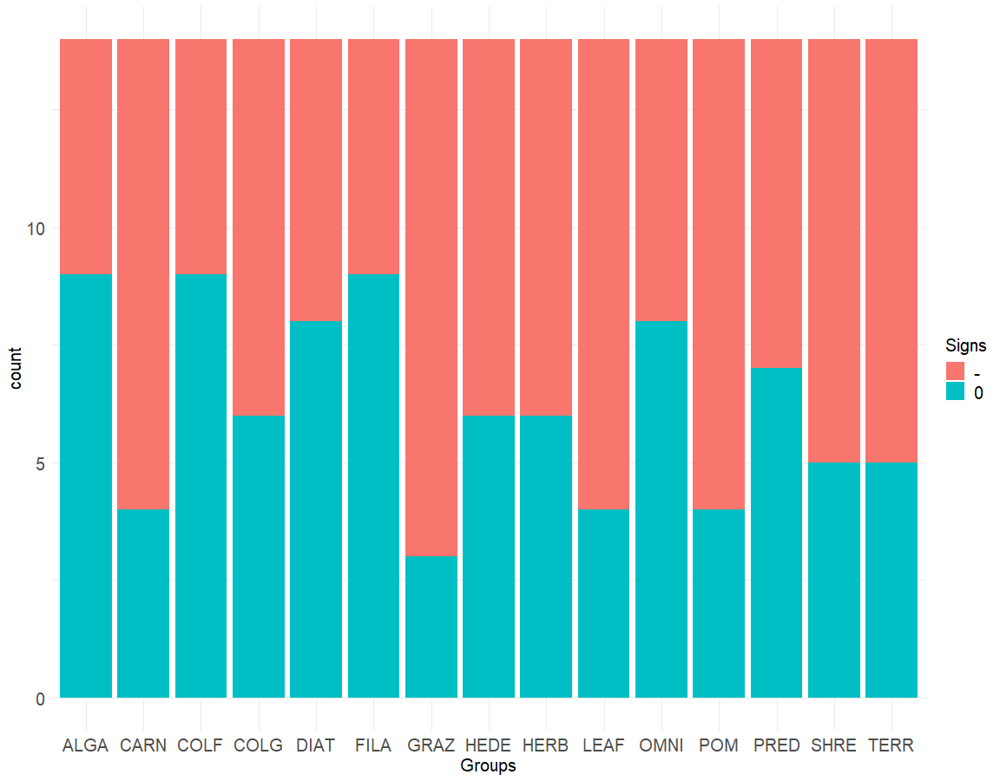 10
5
0
count
ALGA CARN COLF COLG DIAT FILA GRAZ HEDE HERB LEAF OMNI POM PRED SHRE TERR
Groups
Signs
-
0